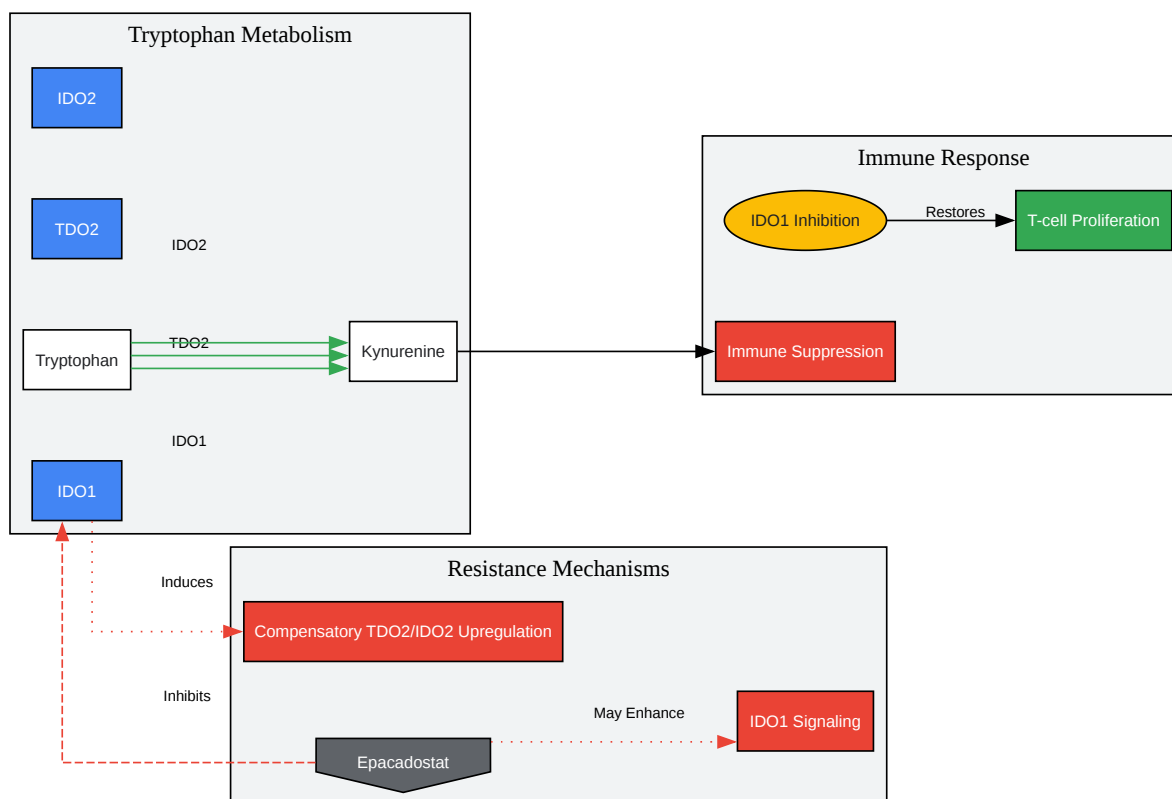 Tryptophan Metabolism
IDO2
TDO2
IDO2
Tryptophan
TDO2
Kynurenine
IDO1
IDO1
Immune Response
IDO1 Inhibition
Restores
T-cell Proliferation
Immune Suppression
Resistance Mechanisms
Induces
Compensatory TDO2/IDO2 Upregulation
Inhibits
May Enhance
IDO1 Signaling
Epacadostat